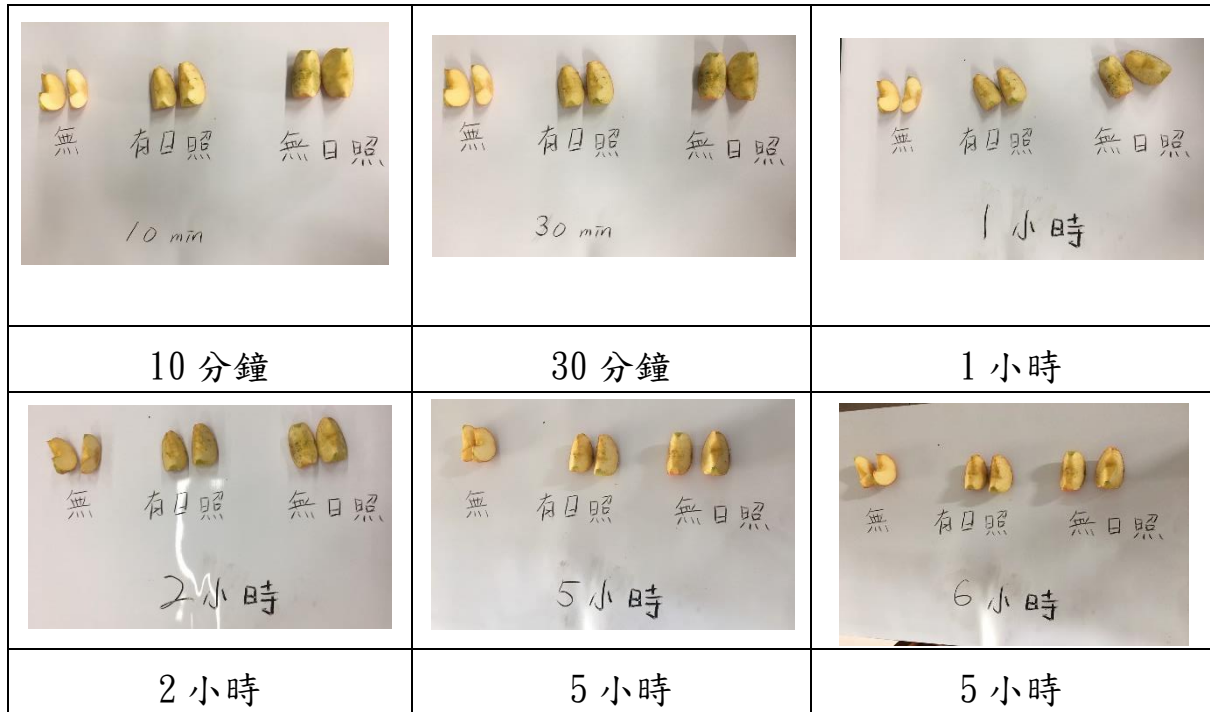 無 有日照 無日照
10 min
無 有日照 無日照
30 min
無 有日照 無日照
1 小時
10 分鐘
30 分鐘
1 小時
無 有日照 無日照
2 小時
無 有日照 無日照
5 小時
無 有日照 無日照
6 小時
2 小時
5 小時
5 小時